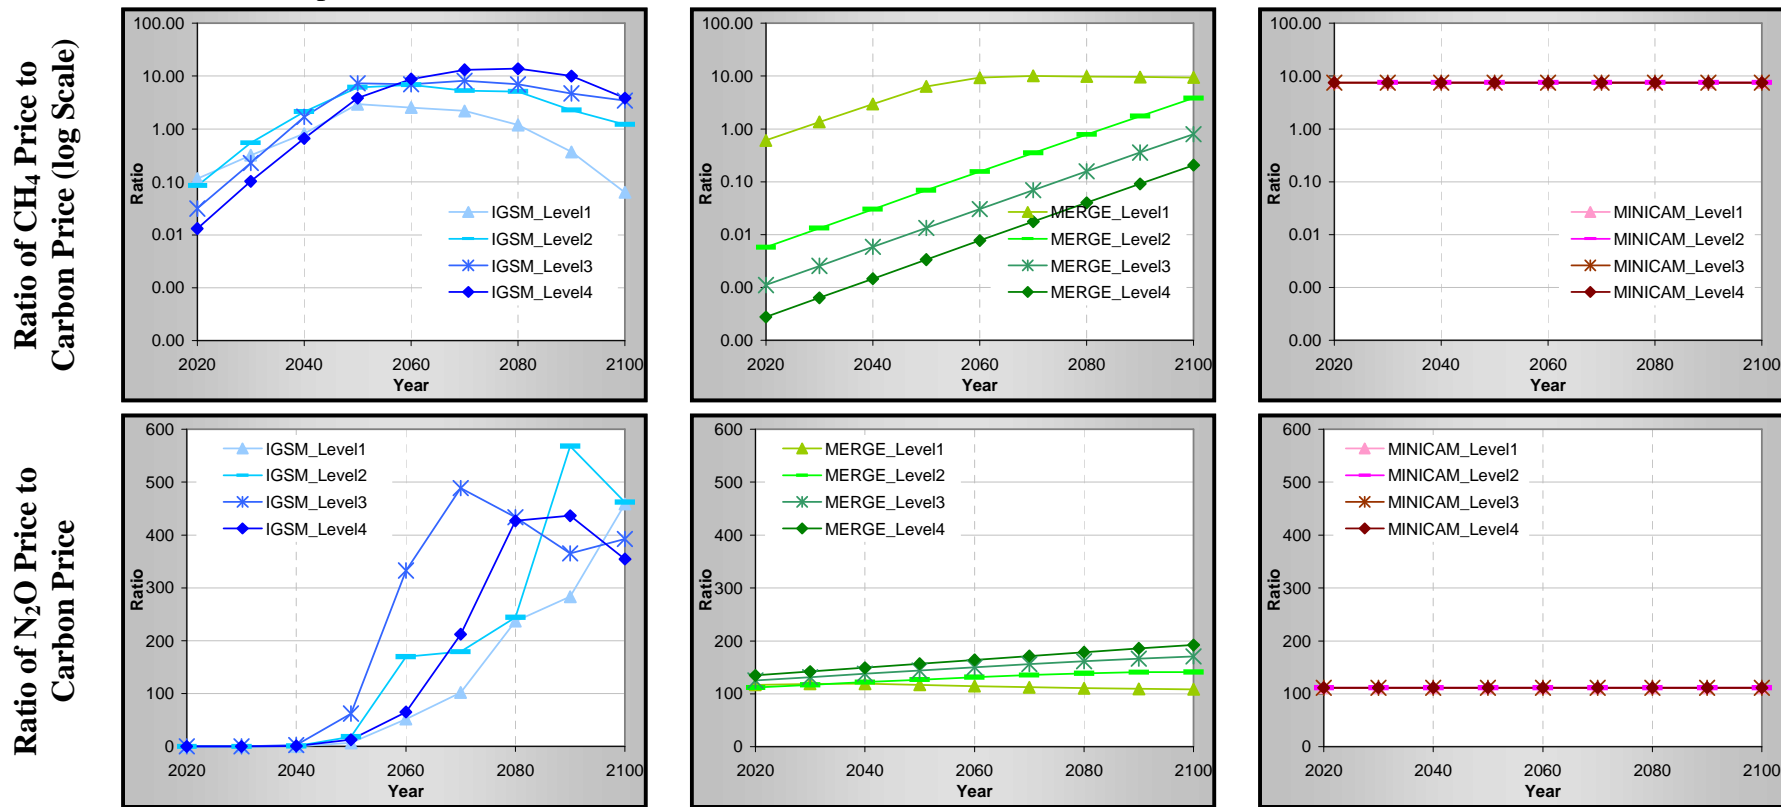 Ratio of CH₄ Price to
Carbon Price (log Scale)
100.00
10.00
1.00
0.10
0.01
0.00
0.00
Ratio
IGSM_Level1
IGSM_Level2
IGSM_Level3
IGSM_Level4
2020 2040 2060 2080 2100
Year
100.00
10.00
1.00
0.10
0.01
0.00
0.00
Ratio
MERGE_Level1
MERGE_Level2
MERGE_Level3
MERGE_Level4
2020 2040 2060 2080 2100
Year
100.00
10.00
1.00
0.10
0.01
0.00
0.00
Ratio
MINICAM_Level1
MINICAM_Level2
MINICAM_Level3
MINICAM_Level4
2020 2040 2060 2080 2100
Year
Ratio of N₂O Price to
Carbon Price
600
500
400
300
200
100
0
Ratio
IGSM_Level1
IGSM_Level2
IGSM_Level3
IGSM_Level4
2020 2040 2060 2080 2100
Year
600
500
400
300
200
100
0
Ratio
MERGE_Level1
MERGE_Level2
MERGE_Level3
MERGE_Level4
2020 2040 2060 2080 2100
Year
600
500
400
300
200
100
0
Ratio
MINICAM_Level1
MINICAM_Level2
MINICAM_Level3
MINICAM_Level4
2020 2040 2060 2080 2100
Year